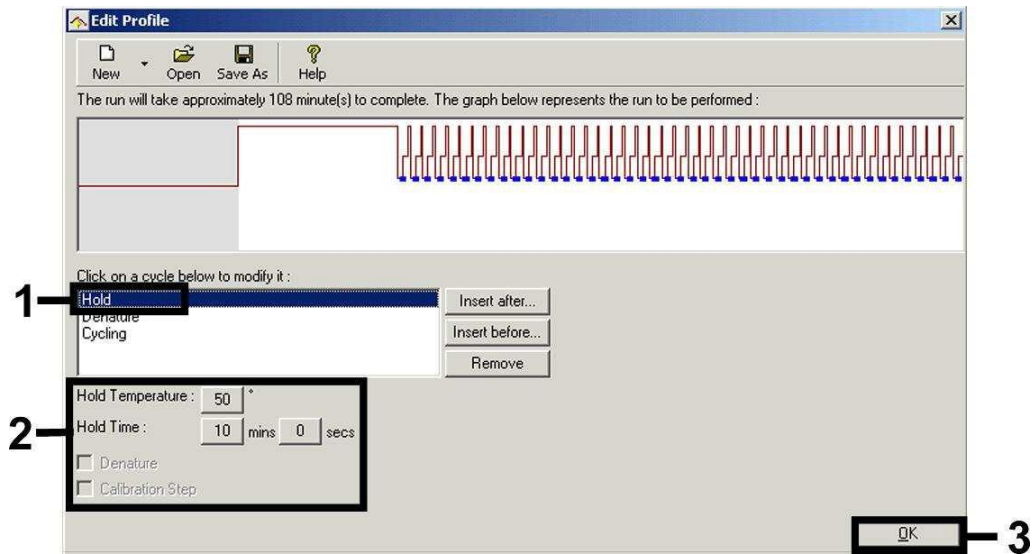 Edit Profile
New Open Save As Help
The run will take approximately 108 minute(s) to complete. The graph below represents the run to be performed :
Click on a cycle below to modify it :
1
Hold
Insert after...
Denature
Cycling
Insert before...
Remove
2
Hold Temperature : 50 °
Hold Time : 10 mins 0 secs
Denature
Calibration Step
OK
3